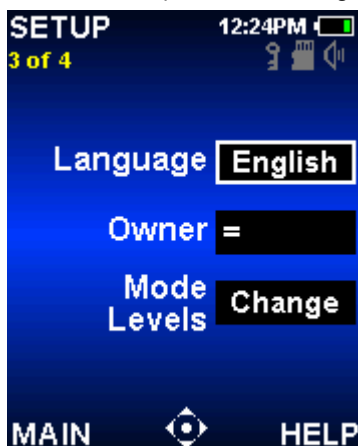 SETUP 12:24PM
3 of 4
Language English
Owner =
Mode
Levels Change
MAIN HELP